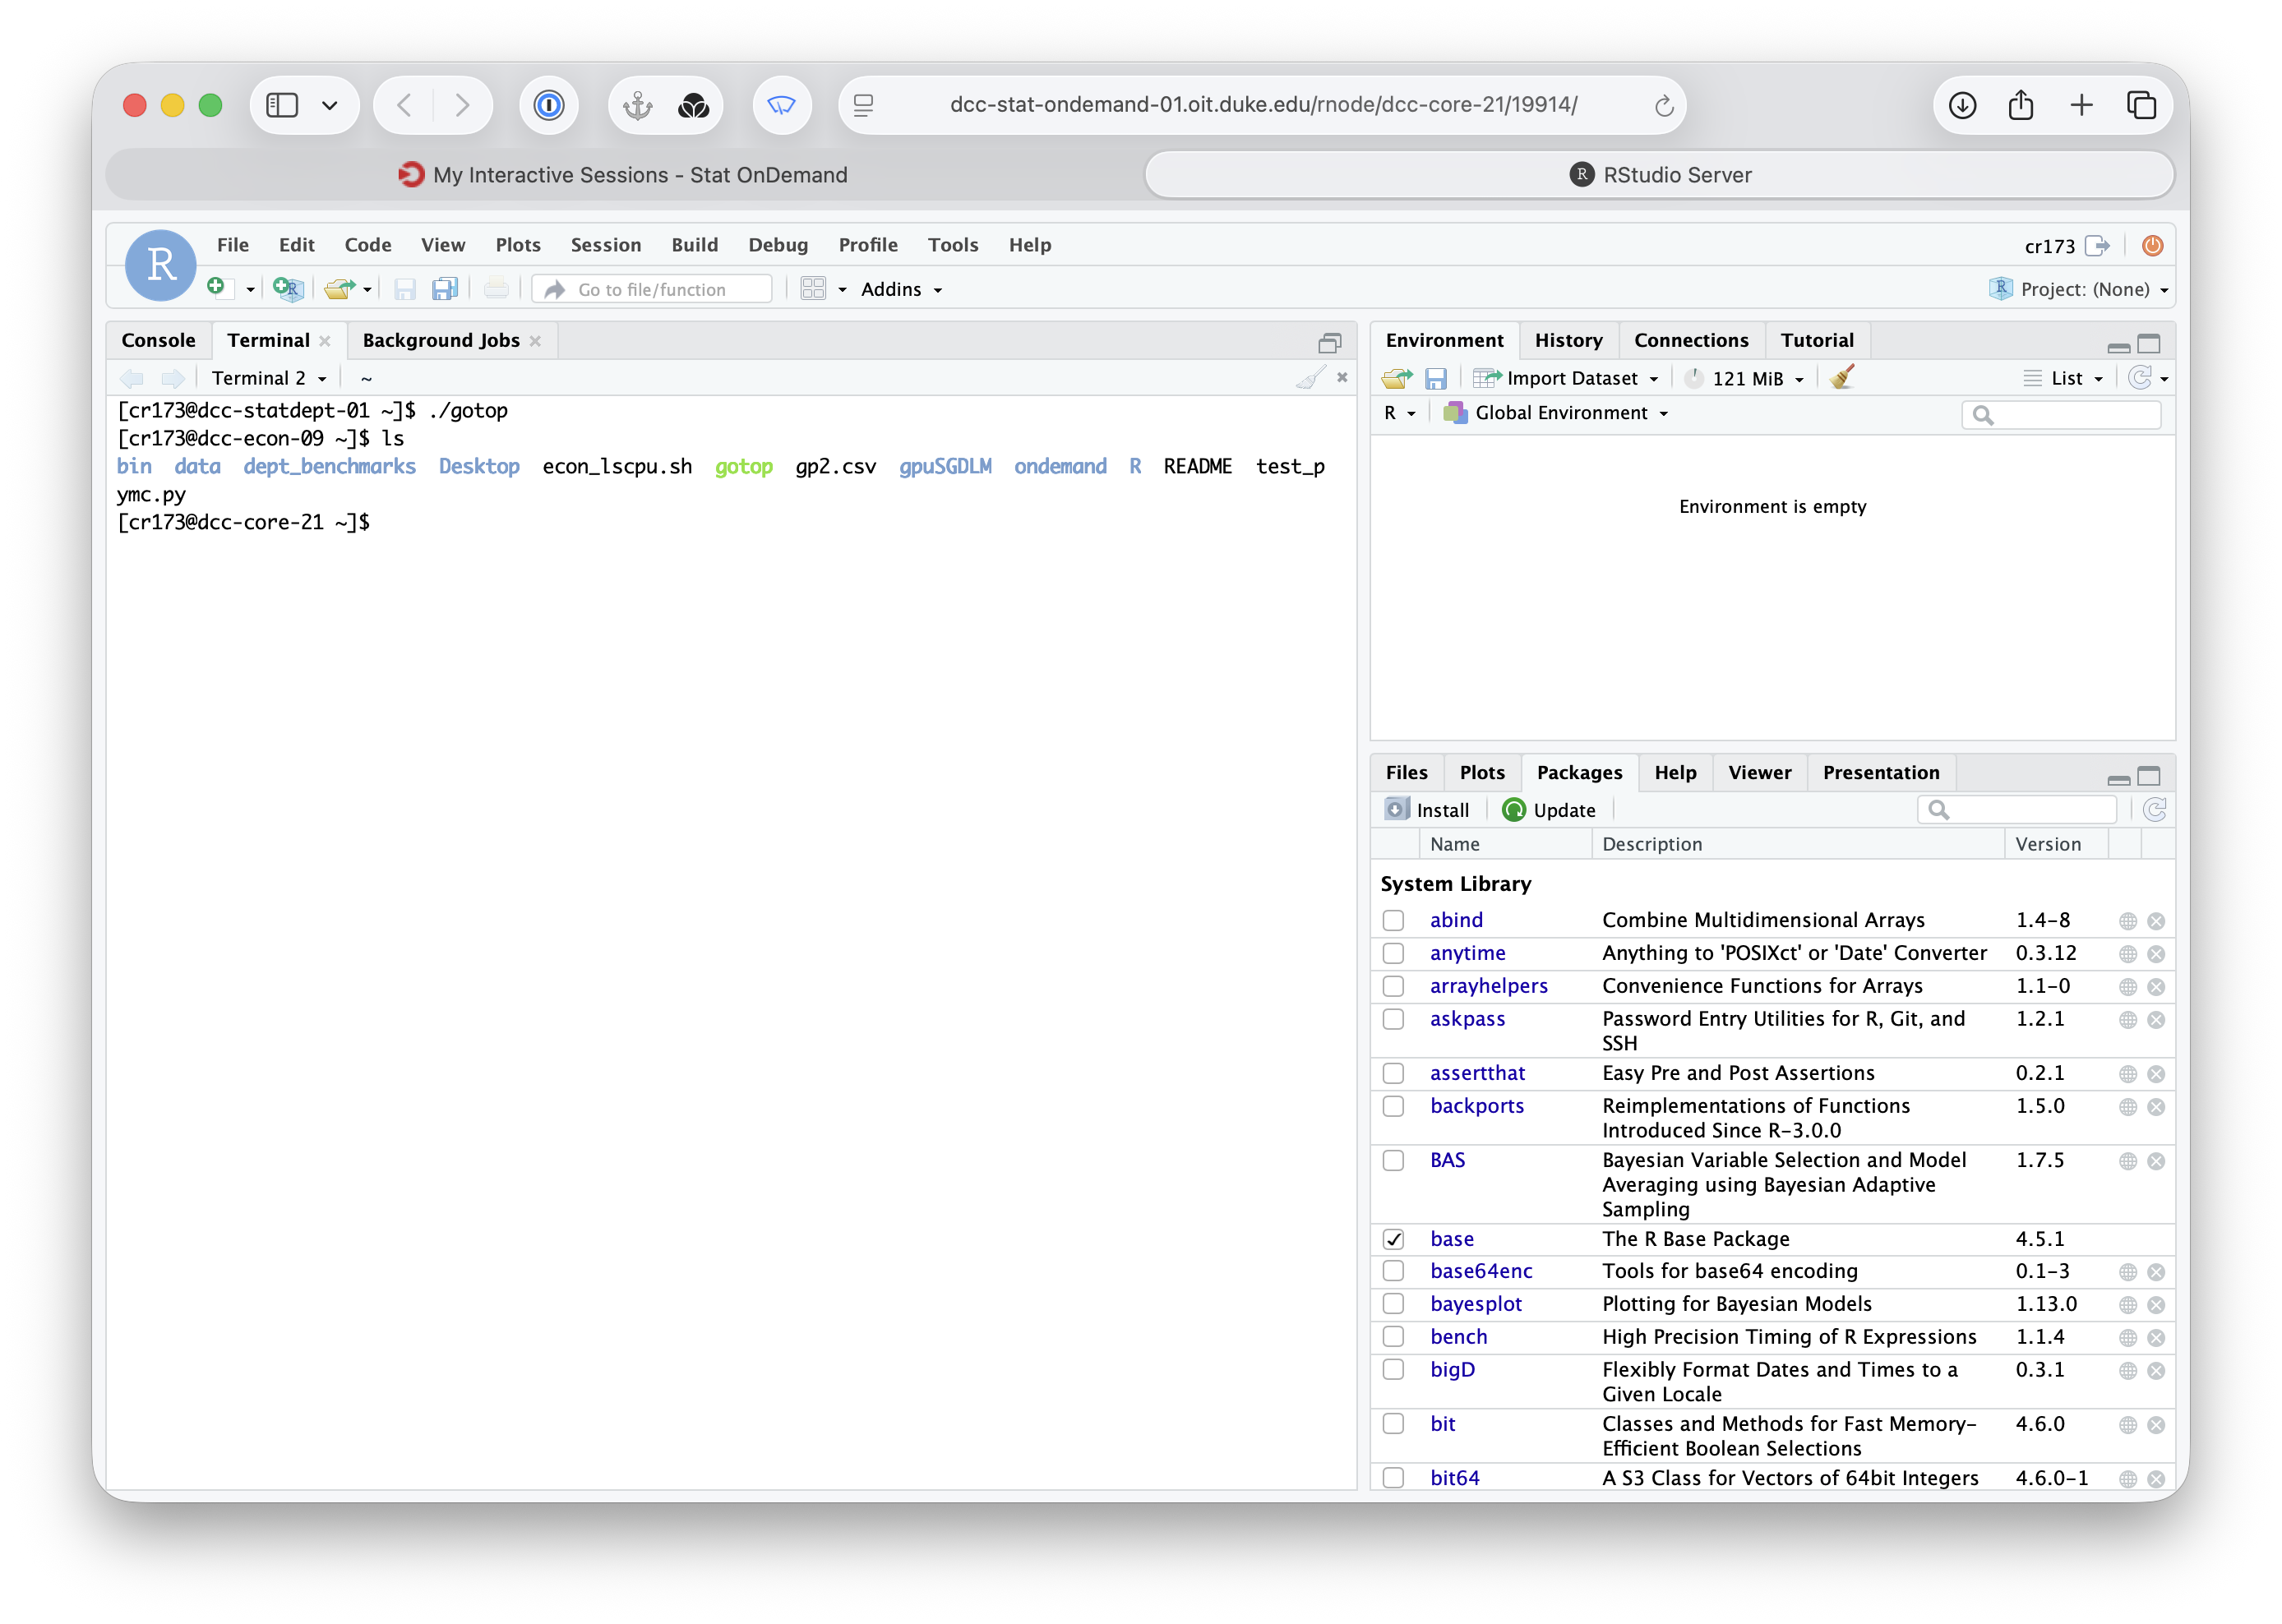 dcc-stat-ondemand-01.oit.duke.edu/rnode/dcc-core-21/19914/
My Interactive Sessions - Stat OnDemand
R RStudio Server
R
File Edit Code View Plots Session Build Debug Profile Tools Help
cr173
Go to file/function
Addins
Project: (None)
Console Terminal Background Jobs
Terminal 2 ~
[cr173@dcc-statdept-01 ~]$ ./gotop
[cr173@dcc-econ-09 ~]$ ls
bin data dept_benchmarks Desktop econ_lscpu.sh gotop gp2.csv gpuSGDLM ondemand R README test_p
ymc.py
[cr173@dcc-core-21 ~]$
Environment History Connections Tutorial
Import Dataset 121 MiB List
R Global Environment
Environment is empty
Files Plots Packages Help Viewer Presentation
Install Update
Name Description Version
System Library
abind Combine Multidimensional Arrays 1.4-8
anytime Anything to 'POSIXct' or 'Date' Converter 0.3.12
arrayhelpers Convenience Functions for Arrays 1.1-0
askpass Password Entry Utilities for R, Git, and 1.2.1
SSH
assertthat Easy Pre and Post Assertions 0.2.1
backports Reimplementations of Functions 1.5.0
Introduced Since R-3.0.0
BAS Bayesian Variable Selection and Model 1.7.5
Averaging using Bayesian Adaptive
Sampling
base The R Base Package 4.5.1
base64enc Tools for base64 encoding 0.1-3
bayesplot Plotting for Bayesian Models 1.13.0
bench High Precision Timing of R Expressions 1.1.4
bigD Flexibly Format Dates and Times to a 0.3.1
Given Locale
bit Classes and Methods for Fast Memory- 4.6.0
Efficient Boolean Selections
bit64 A S3 Class for Vectors of 64bit Integers 4.6.0-1